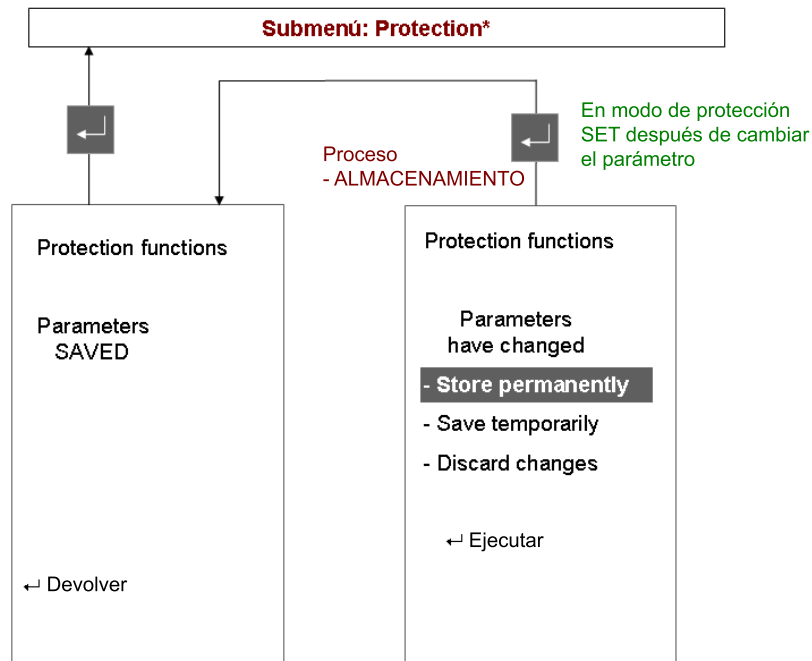 Submenú: Protection*
En modo de protección
SET después de cambiar
el parámetro
Proceso
- ALMACENAMIENTO
Protection functions
Parameters
SAVED
↵ Devolver
Protection functions
Parameters
have changed
- Store permanently
- Save temporarily
- Discard changes
↵ Ejecutar